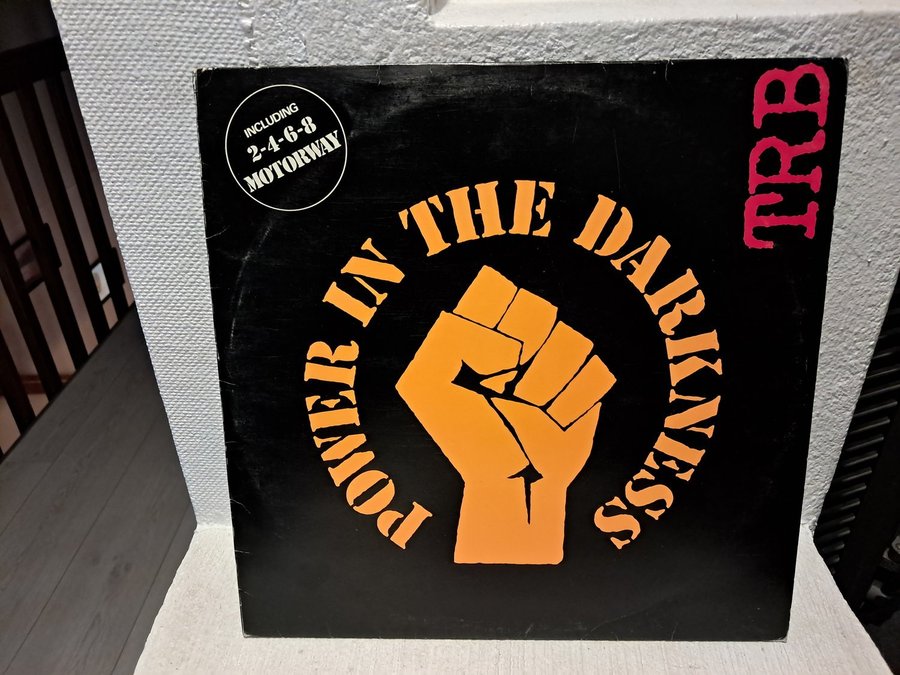 INCLUDING
2-4-6-8
MOTORWAY
TRB
POWER IN THE DARKNESS